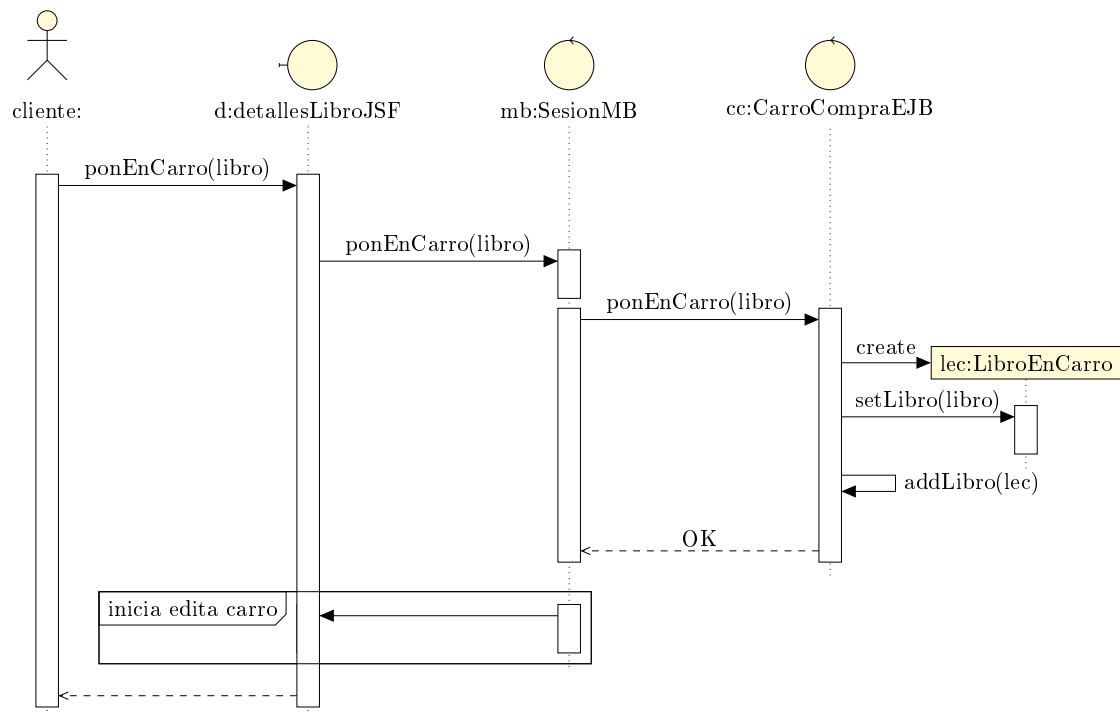 cliente:
d:detallesLibroJSF
mb:SesionMB
cc:CarroCompraEJB
ponEnCarro(libro)
ponEnCarro(libro)
ponEnCarro(libro)
create
lec:LibroEnCarro
setLibro(libro)
addLibro(lec)
OK
inicia edita carro